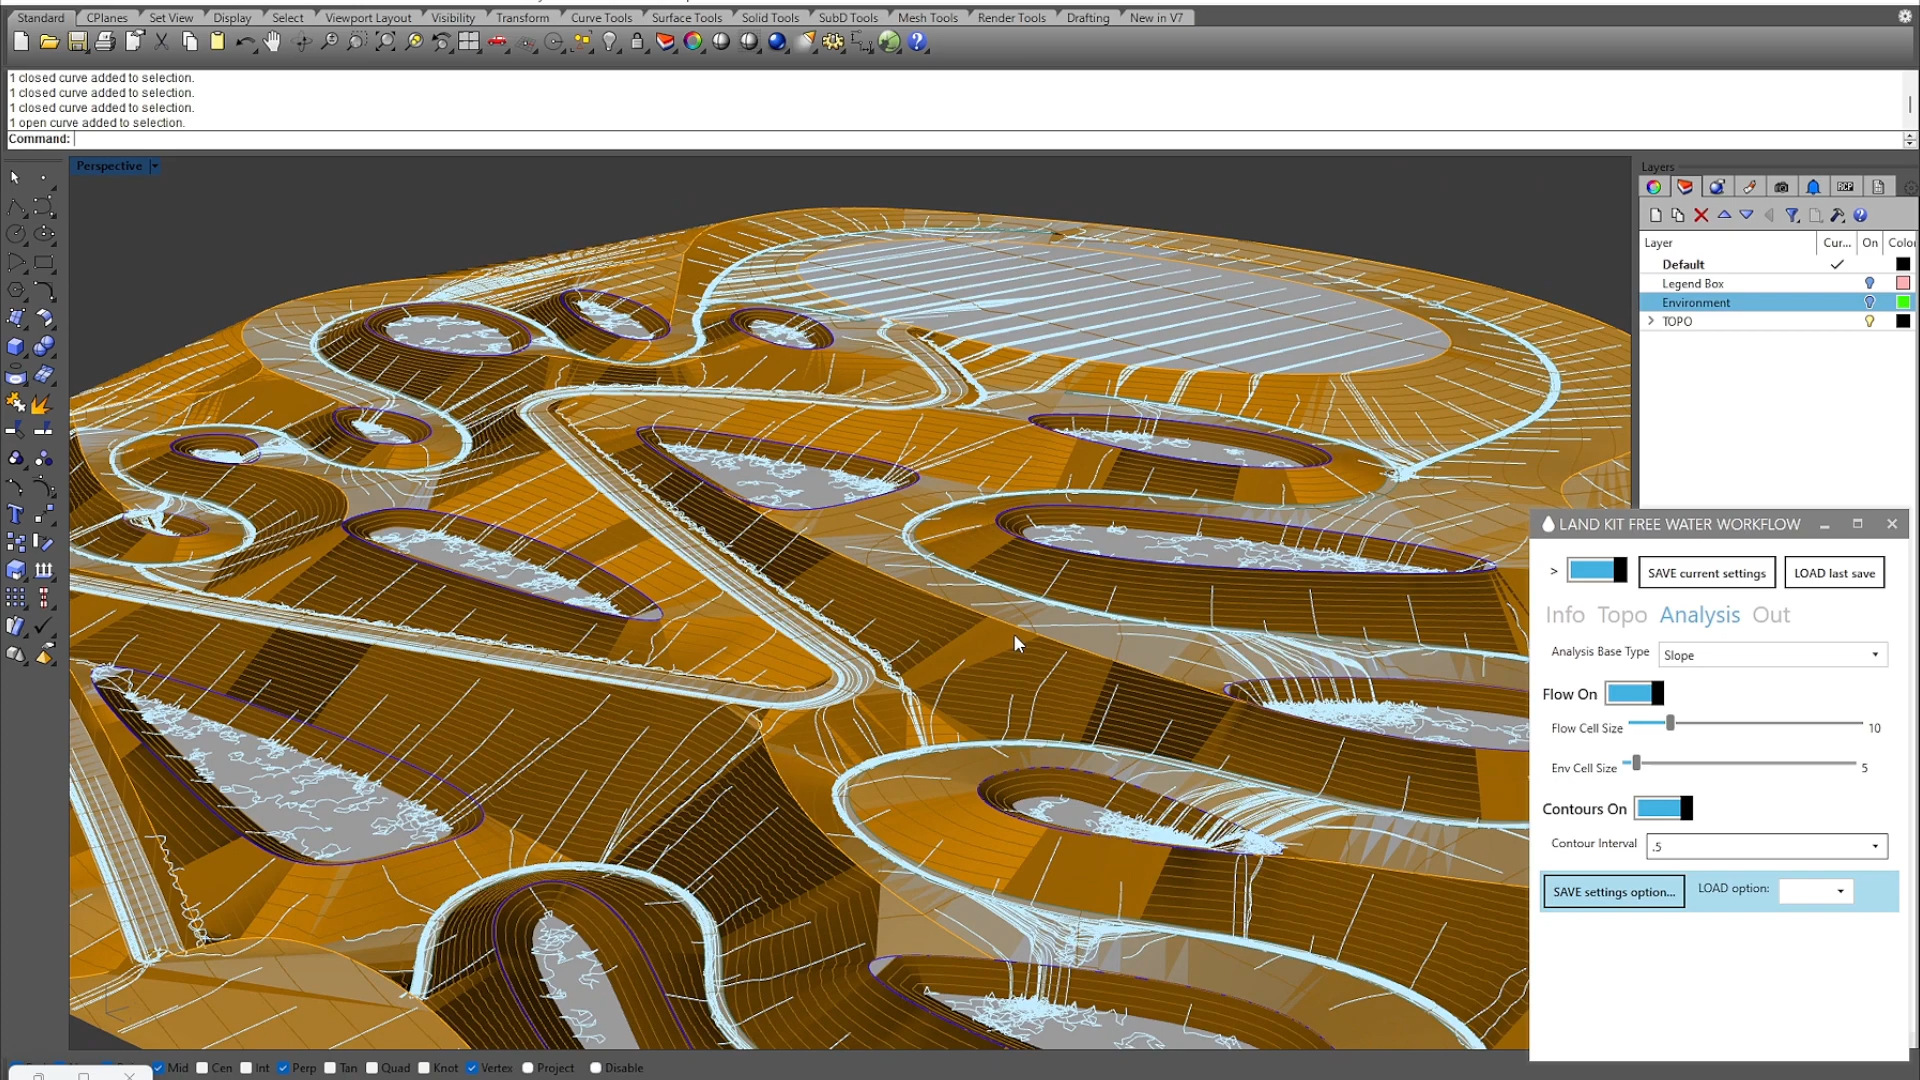 Standard CPlanes Set View Display Select Viewport Layout Visibility Transform Curve Tools Surface Tools Solid Tools SubD Tools Mesh Tools Render Tools Drafting New in V7
1 closed curve added to selection.
1 closed curve added to selection.
1 closed curve added to selection.
1 open curve added to selection.
Command:
Perspective
Layers
Layer Cur... On Color
Default
Legend Box
Environment
> TOPO
LAND KIT FREE WATER WORKFLOW
> SAVE current settings LOAD last save
Info Topo Analysis Out
Analysis Base Type Slope
Flow On
Flow Cell Size 10
Env Cell Size 5
Contours On
Contour Interval .5
SAVE settings option... LOAD option:
Mid Cen Int Perp Tan Quad Knot Vertex Project Disable